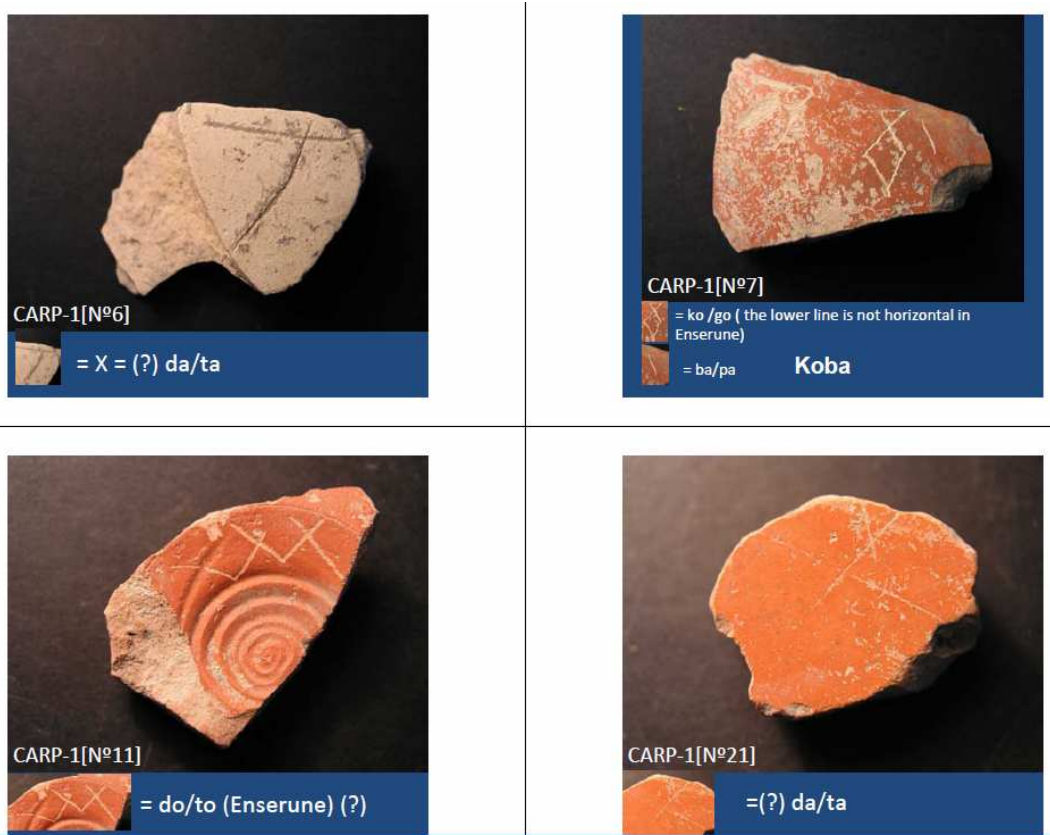 CARP-1[Nº6]
= X = (?) da/ta
CARP-1[Nº7]
= ko /go ( the lower line is not horizontal in
Enserune)
= ba/pa Koba
CARP-1[Nº11]
= do/to (Enserune) (?)
CARP-1[Nº21]
=(?) da/ta